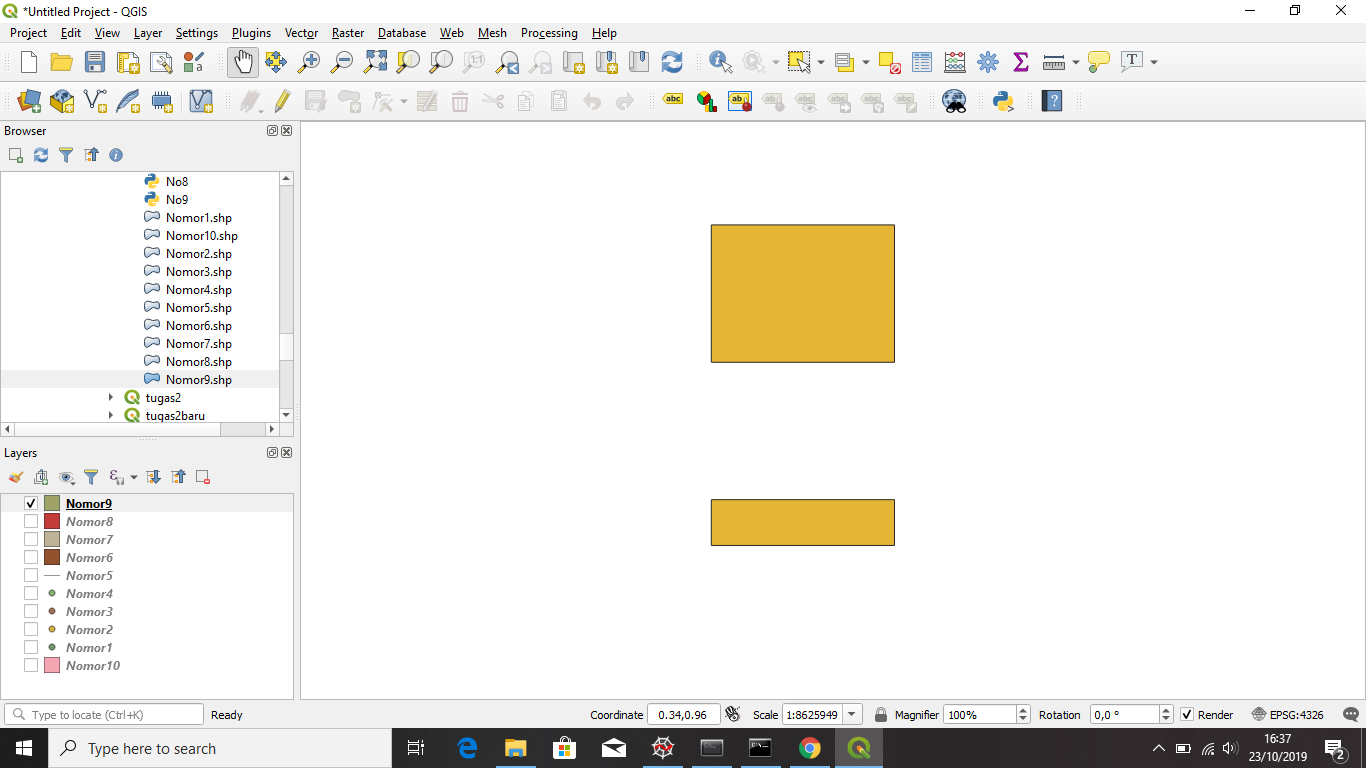 *Untitled Project - QGIS
Project Edit View Layer Settings Plugins Vector Raster Database Web Mesh Processing Help
Browser
No8
No9
Nomor1.shp
Nomor10.shp
Nomor2.shp
Nomor3.shp
Nomor4.shp
Nomor5.shp
Nomor6.shp
Nomor7.shp
Nomor8.shp
Nomor9.shp
tugas2
tugas2baru
Layers
Nomor9
Nomor8
Nomor7
Nomor6
Nomor5
Nomor4
Nomor3
Nomor2
Nomor1
Nomor10
Type to locate (Ctrl+K) Ready Coordinate 0.34,0.96 Scale 1:8625949 Magnifier 100% Rotation 0,0 ° Render EPSG:4326
Type here to search
16:37
23/10/2019
2